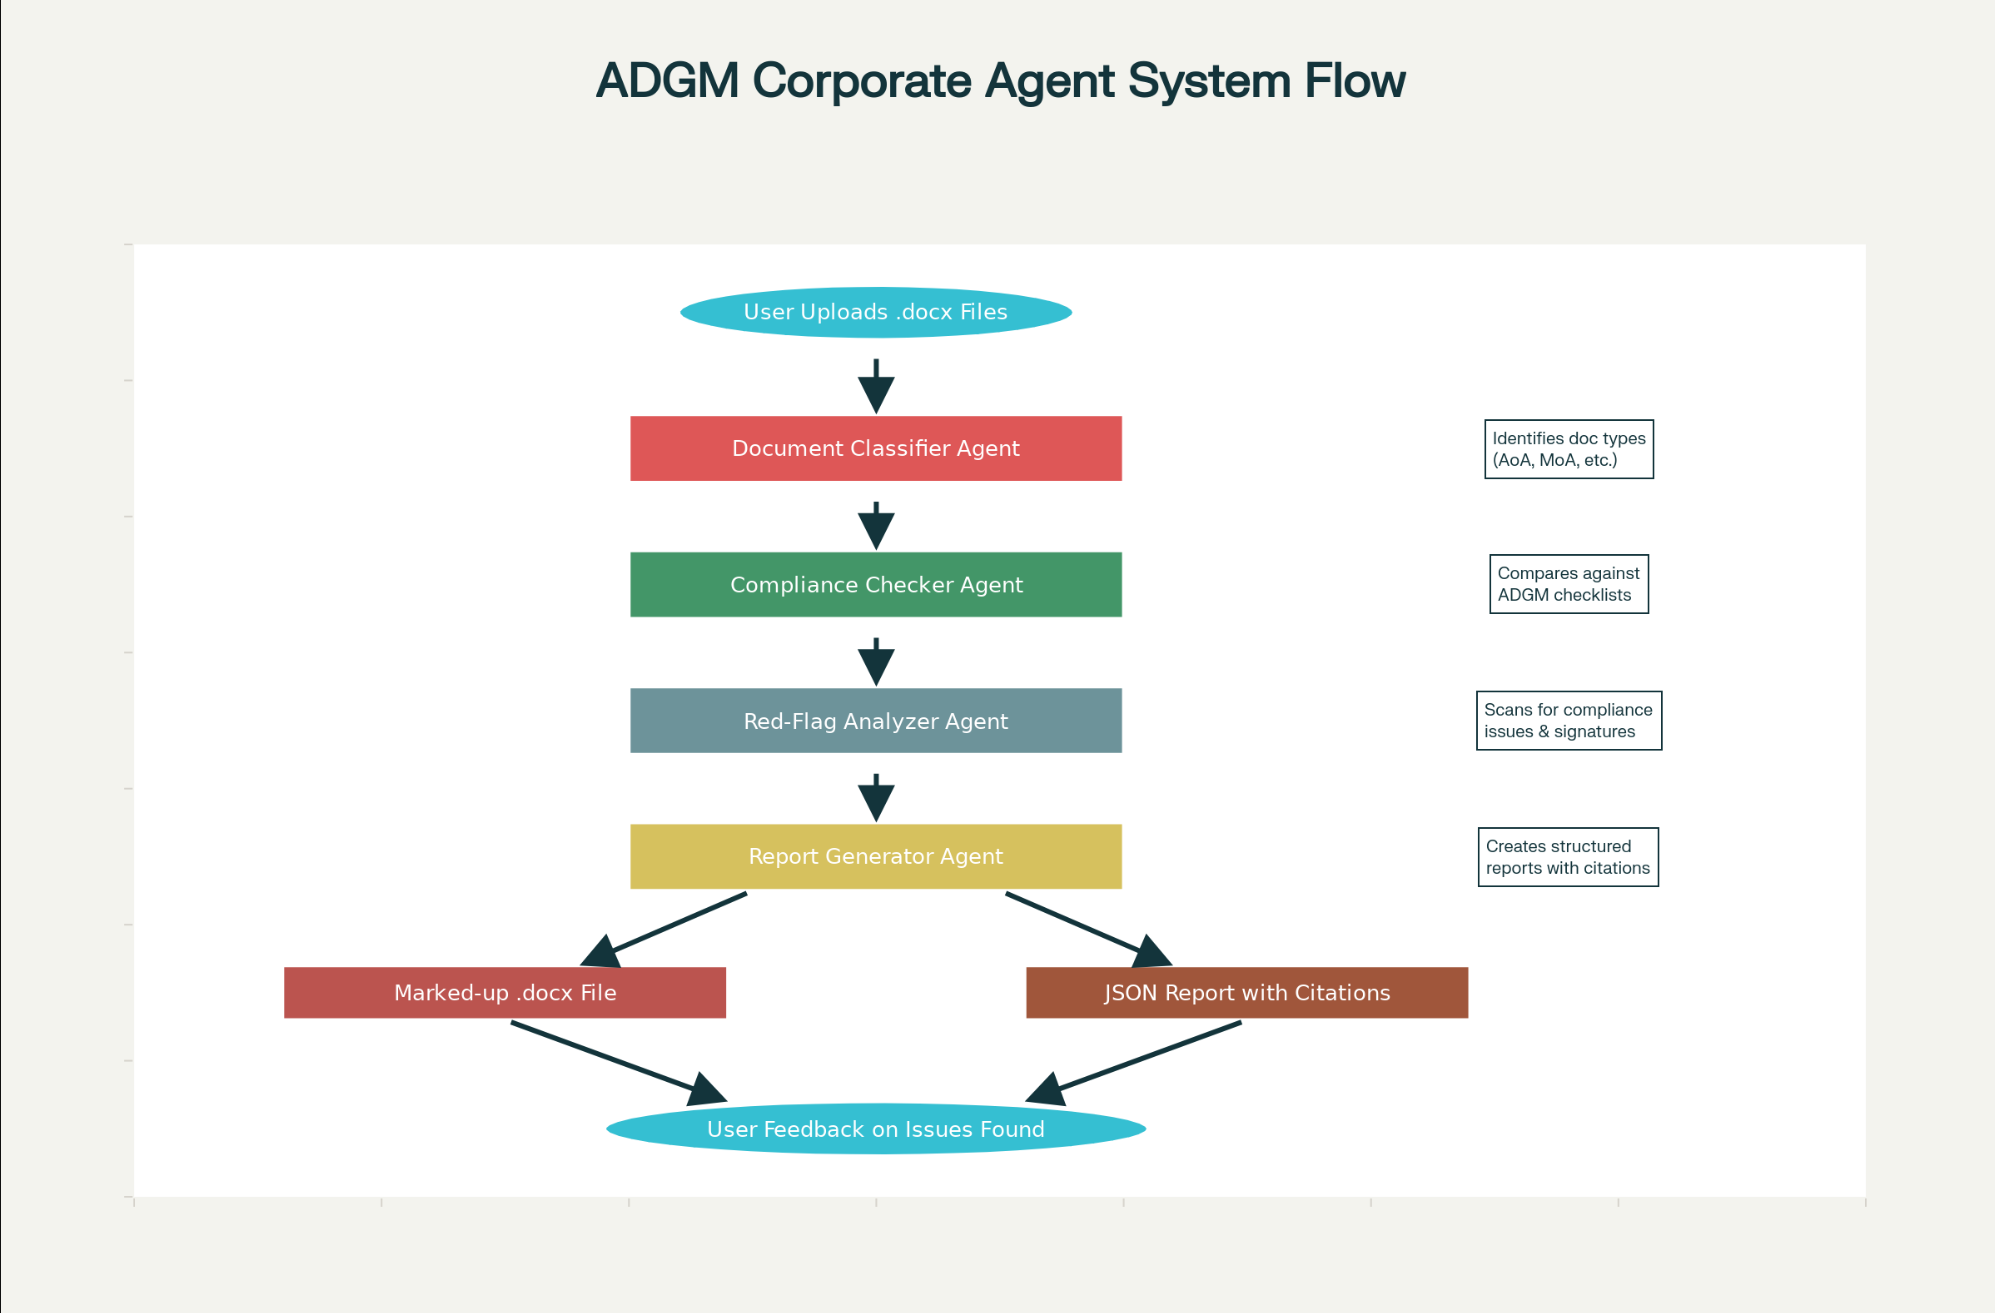 ADGM Corporate Agent System Flow
User Uploads .docx Files
Document Classifier Agent
Identifies doc types
(AoA, MoA, etc.)
Compliance Checker Agent
Compares against
ADGM checklists
Red-Flag Analyzer Agent
Scans for compliance
issues & signatures
Report Generator Agent
Creates structured
reports with citations
Marked-up .docx File
JSON Report with Citations
User Feedback on Issues Found